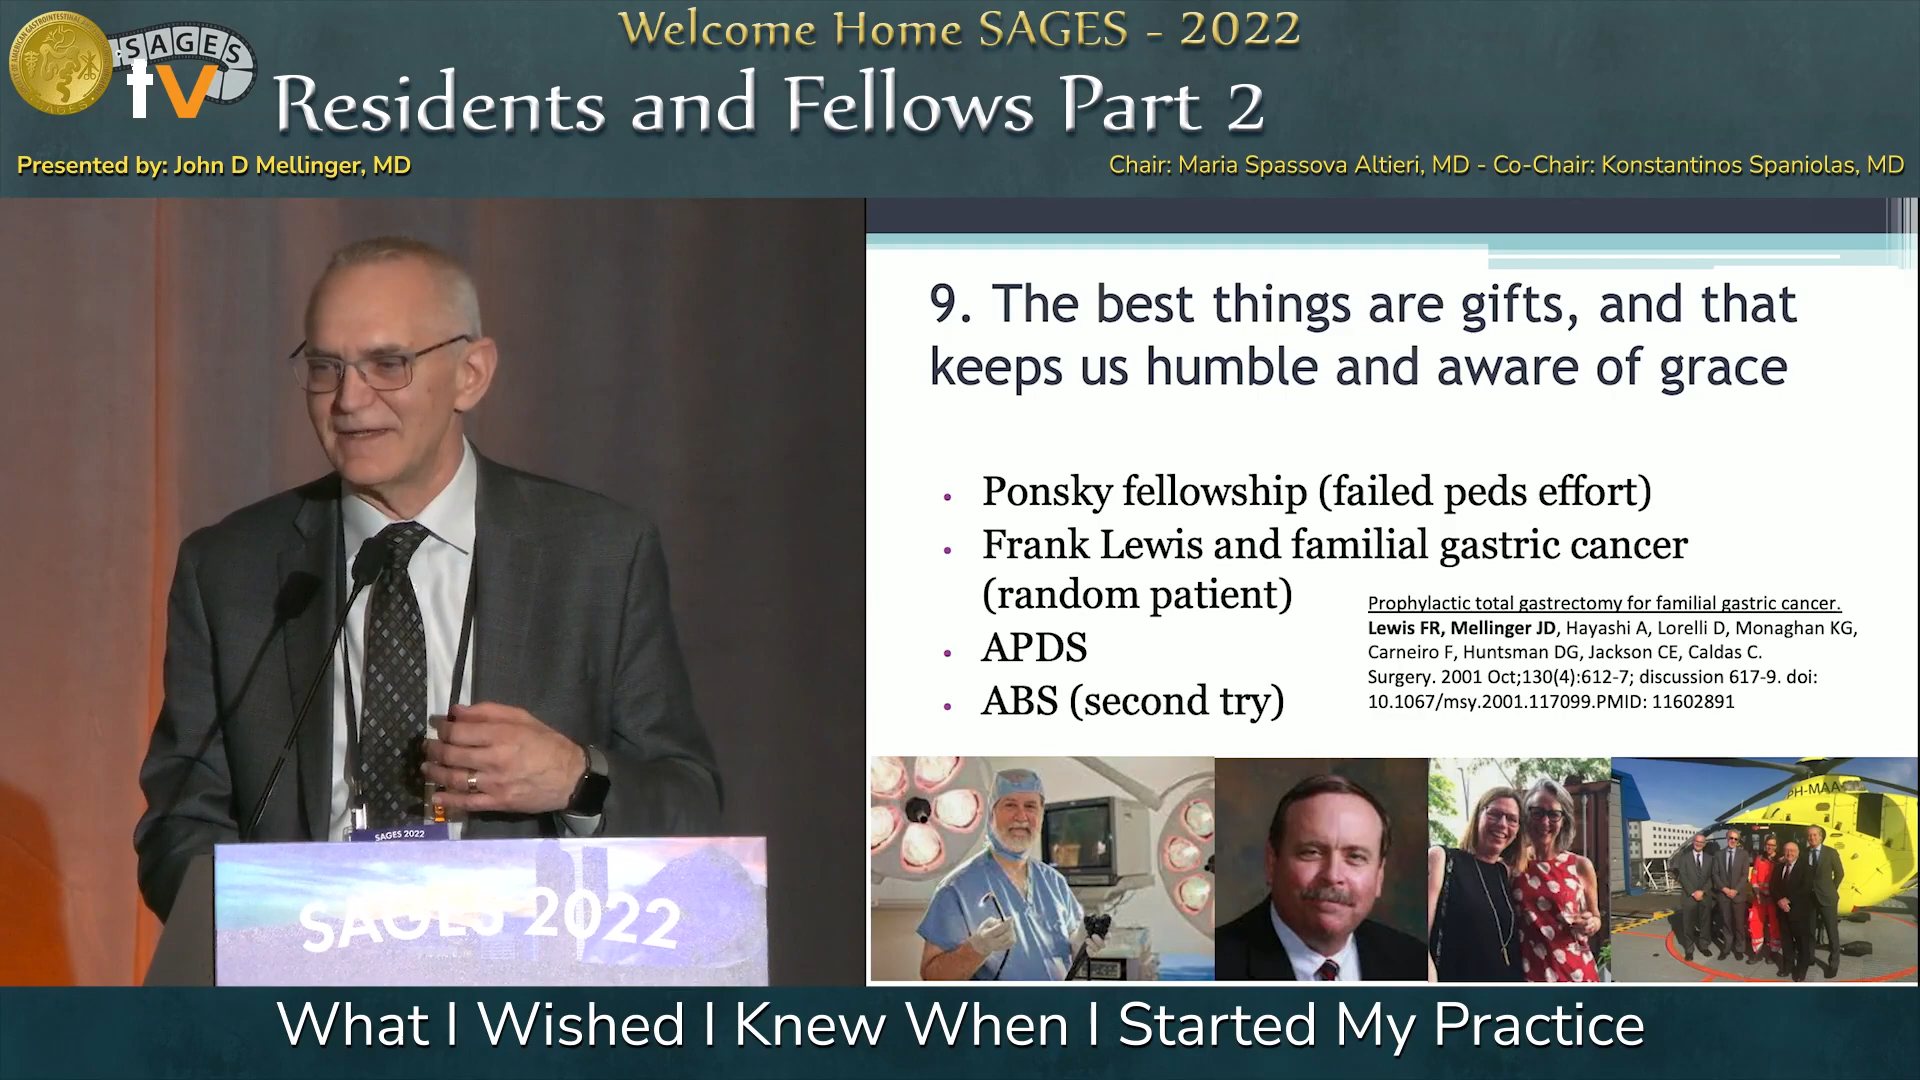 Welcome Home SAGES - 2022
SAGES
tv
Residents and Fellows Part 2
Presented by: John D Mellinger, MD
Chair: Maria Spassova Altieri, MD - Co-Chair: Konstantinos Spaniolas, MD
9. The best things are gifts, and that
keeps us humble and aware of grace
• Ponsky fellowship (failed peds effort)
• Frank Lewis and familial gastric cancer
(random patient)
• APDS
• ABS (second try)
Prophylactic total gastrectomy for familial gastric cancer.
Lewis FR, Mellinger JD, Hayashi A, Lorelli D, Monaghan KG,
Carneiro F, Huntsman DG, Jackson CE, Caldas C.
Surgery. 2001 Oct;130(4):612-7; discussion 617-9. doi:
10.1067/msy.2001.117099.PMID: 11602891
PH-MAA
SAGES 2022
SAGES 2022
What I Wished I Knew When I Started My Practice